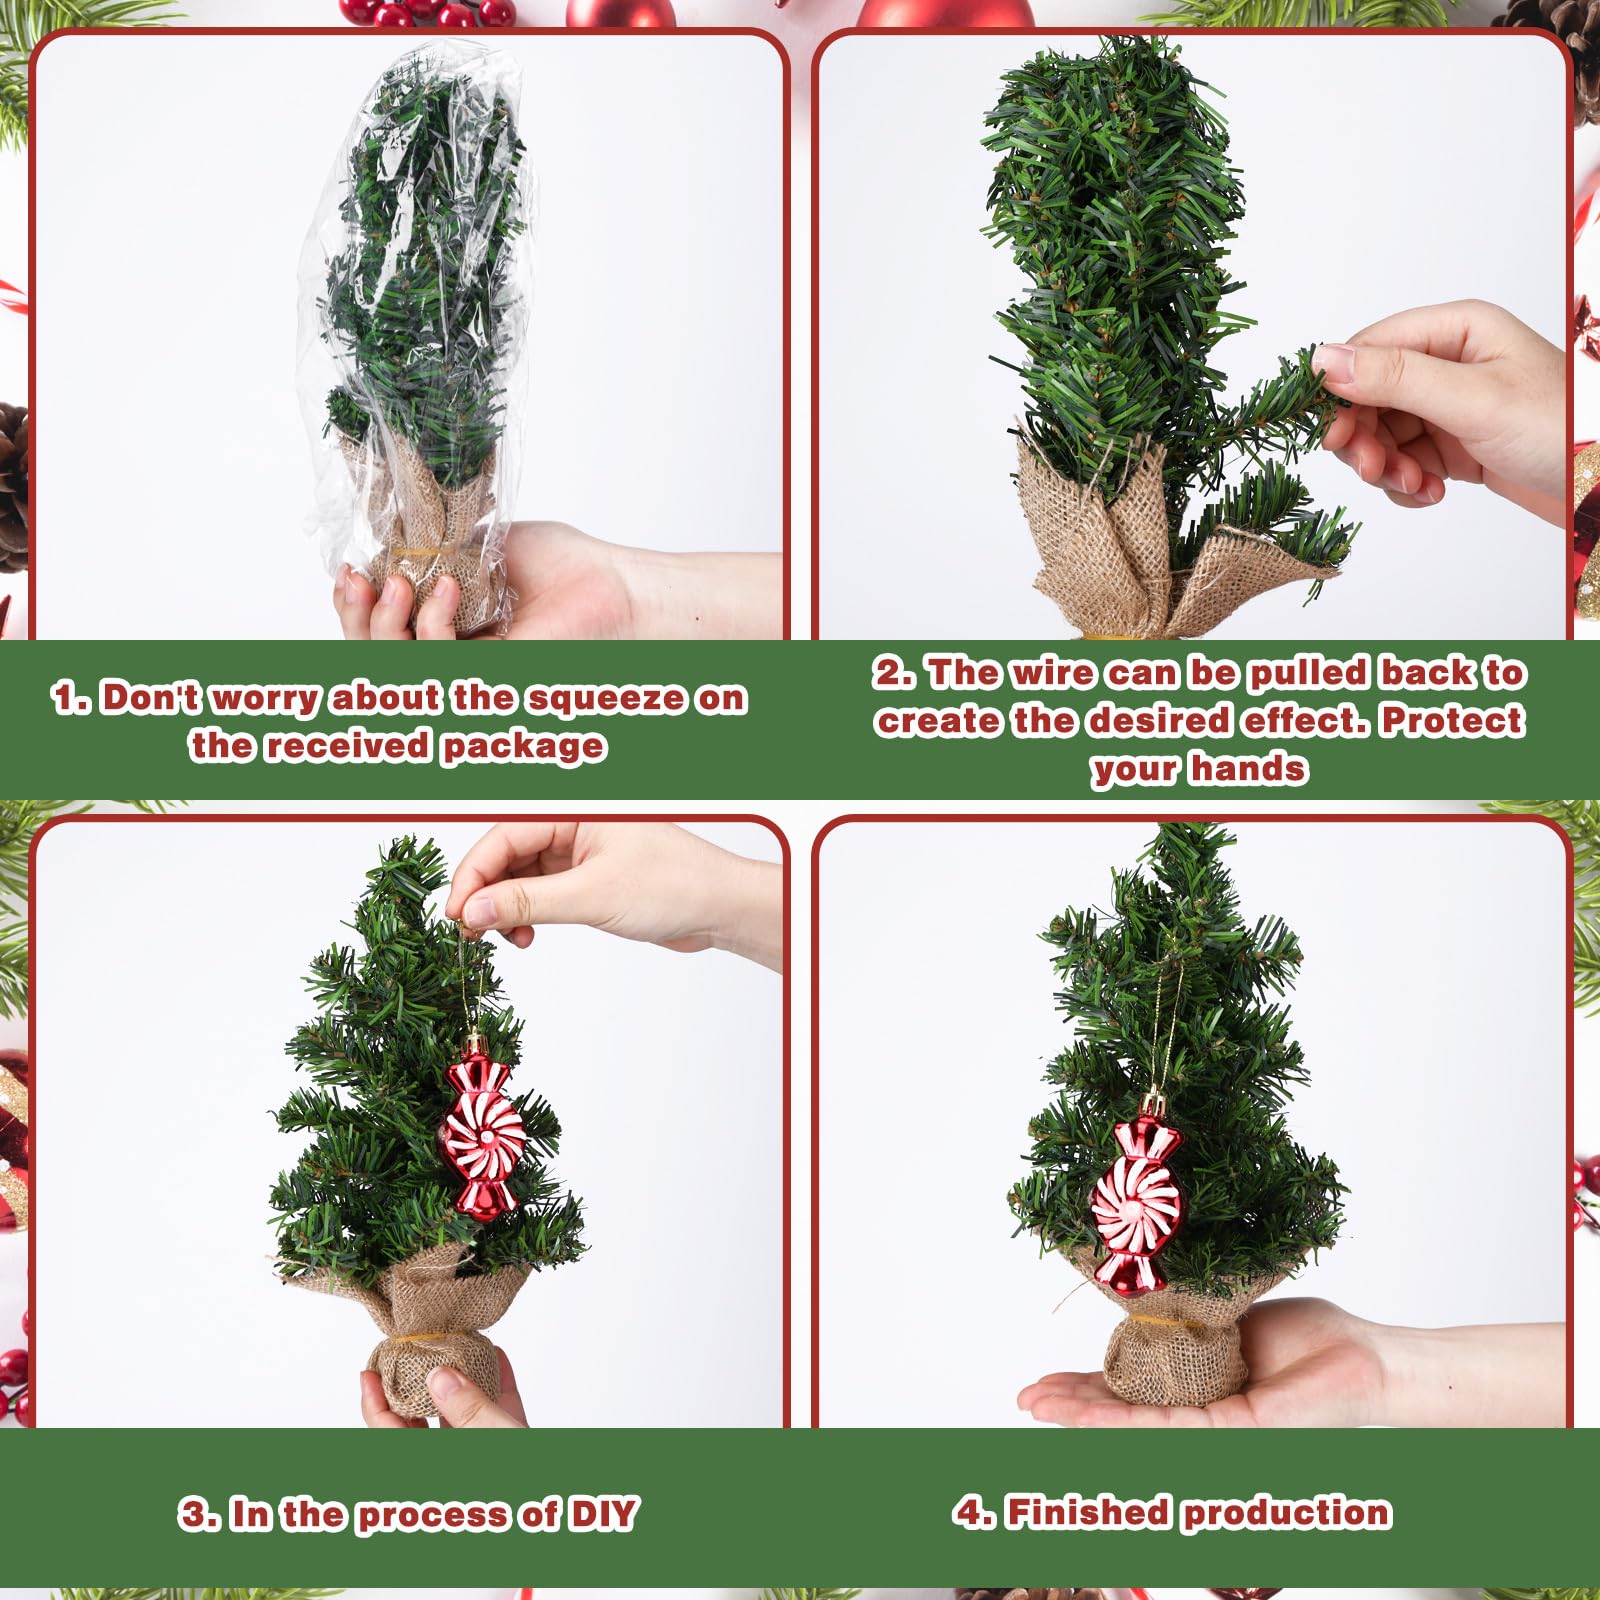 1. Don't worry about the squeeze on
the received package
2. The wire can be pulled back to
create the desired effect. Protect
your hands
3. In the process of DIY
4. Finished production